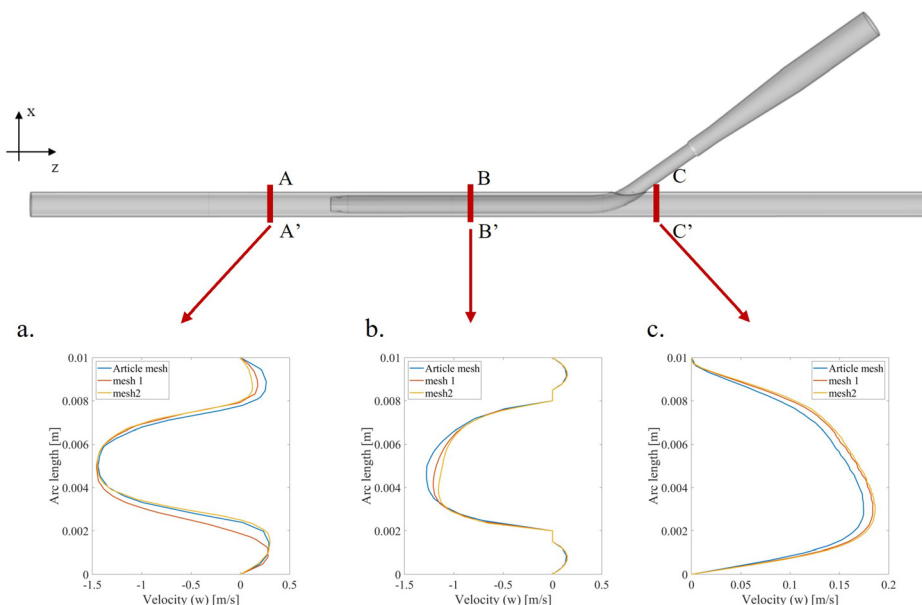 x
z
A
B
C
A’
B’
C’
a.
b.
c.
0.01
0.008
0.006
0.004
0.002
0
Arc length [m]
Article mesh
mesh 1
mesh2
-1.5
-1
-0.5
0
0.5
Velocity (w) [m/s]
0.01
0.008
0.006
0.004
0.002
0
Arc length [m]
Article mesh
mesh 1
mesh2
-1.5
-1
-0.5
0
0.5
Velocity (w) [m/s]
0.01
0.008
0.006
0.004
0.002
0
Arc length [m]
Article mesh
mesh 1
mesh2
0
0.05
0.1
0.15
0.2
Velocity (w) [m/s]